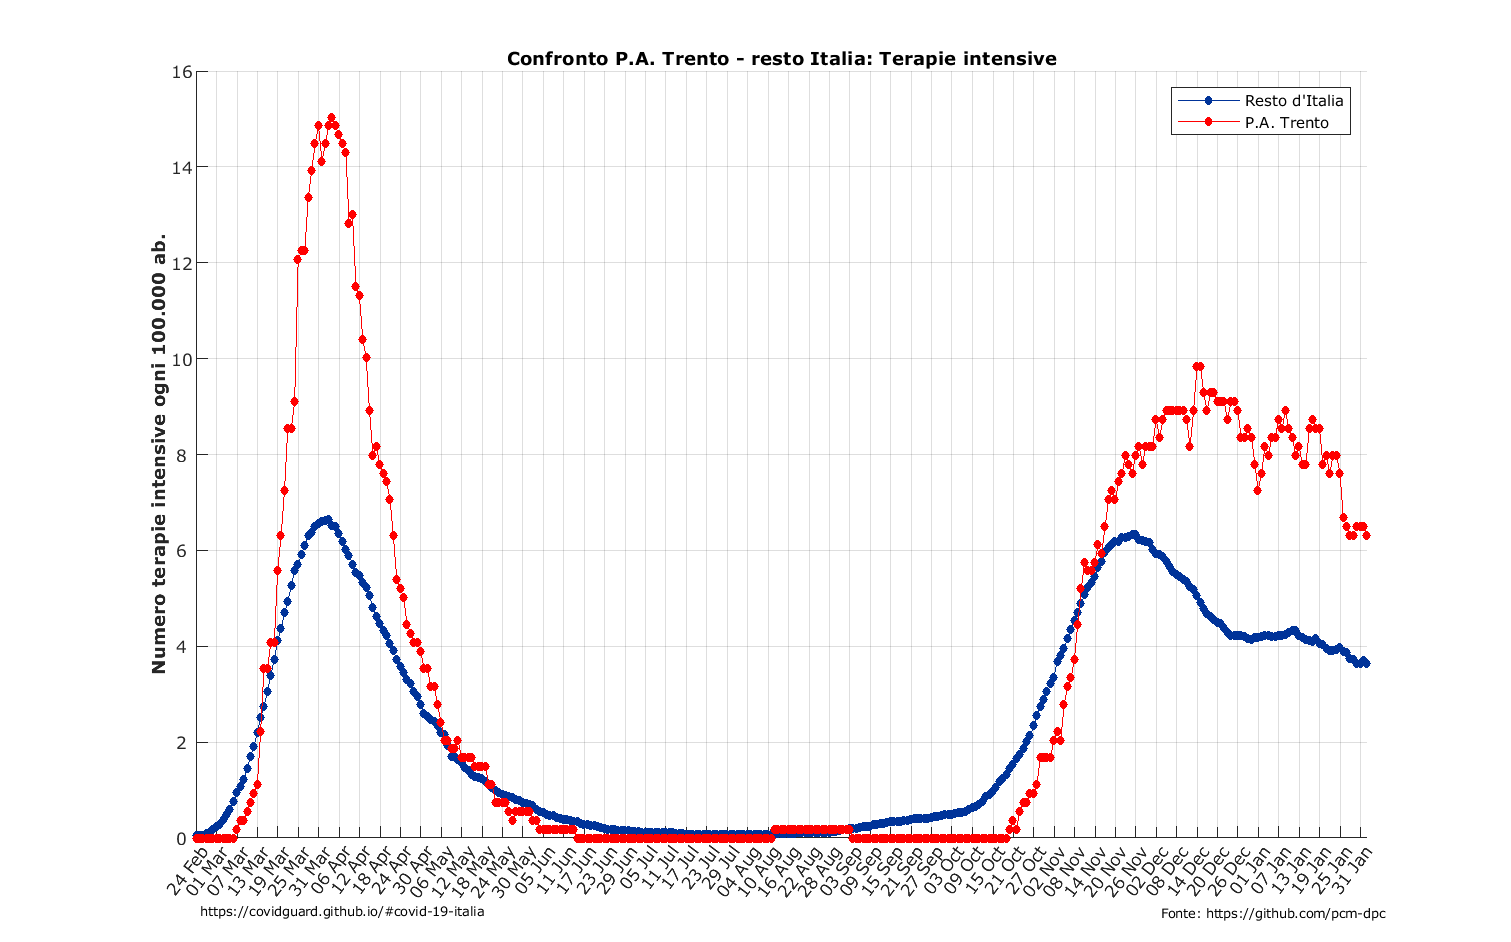 Confronto P.A. Trento - resto Italia: Terapie intensive
Resto d'Italia
P.A. Trento
Numero terapie intensive ogni 100.000 ab.
16
14
12
10
8
6
4
2
0
24 Feb
01 Mar
07 Mar
13 Mar
19 Mar
25 Mar
31 Mar
06 Apr
12 Apr
18 Apr
24 Apr
30 Apr
06 May
12 May
18 May
24 May
30 May
05 Jun
11 Jun
17 Jun
23 Jun
29 Jun
05 Jul
11 Jul
17 Jul
23 Jul
29 Jul
04 Aug
10 Aug
16 Aug
22 Aug
28 Aug
03 Sep
09 Sep
15 Sep
21 Sep
27 Sep
03 Oct
09 Oct
15 Oct
21 Oct
27 Oct
02 Nov
08 Nov
14 Nov
20 Nov
26 Nov
02 Dec
08 Dec
14 Dec
20 Dec
26 Dec
01 Jan
07 Jan
13 Jan
19 Jan
25 Jan
31 Jan
https://covidguard.github.io/#covid-19-italia
Fonte: https://github.com/pcm-dpc